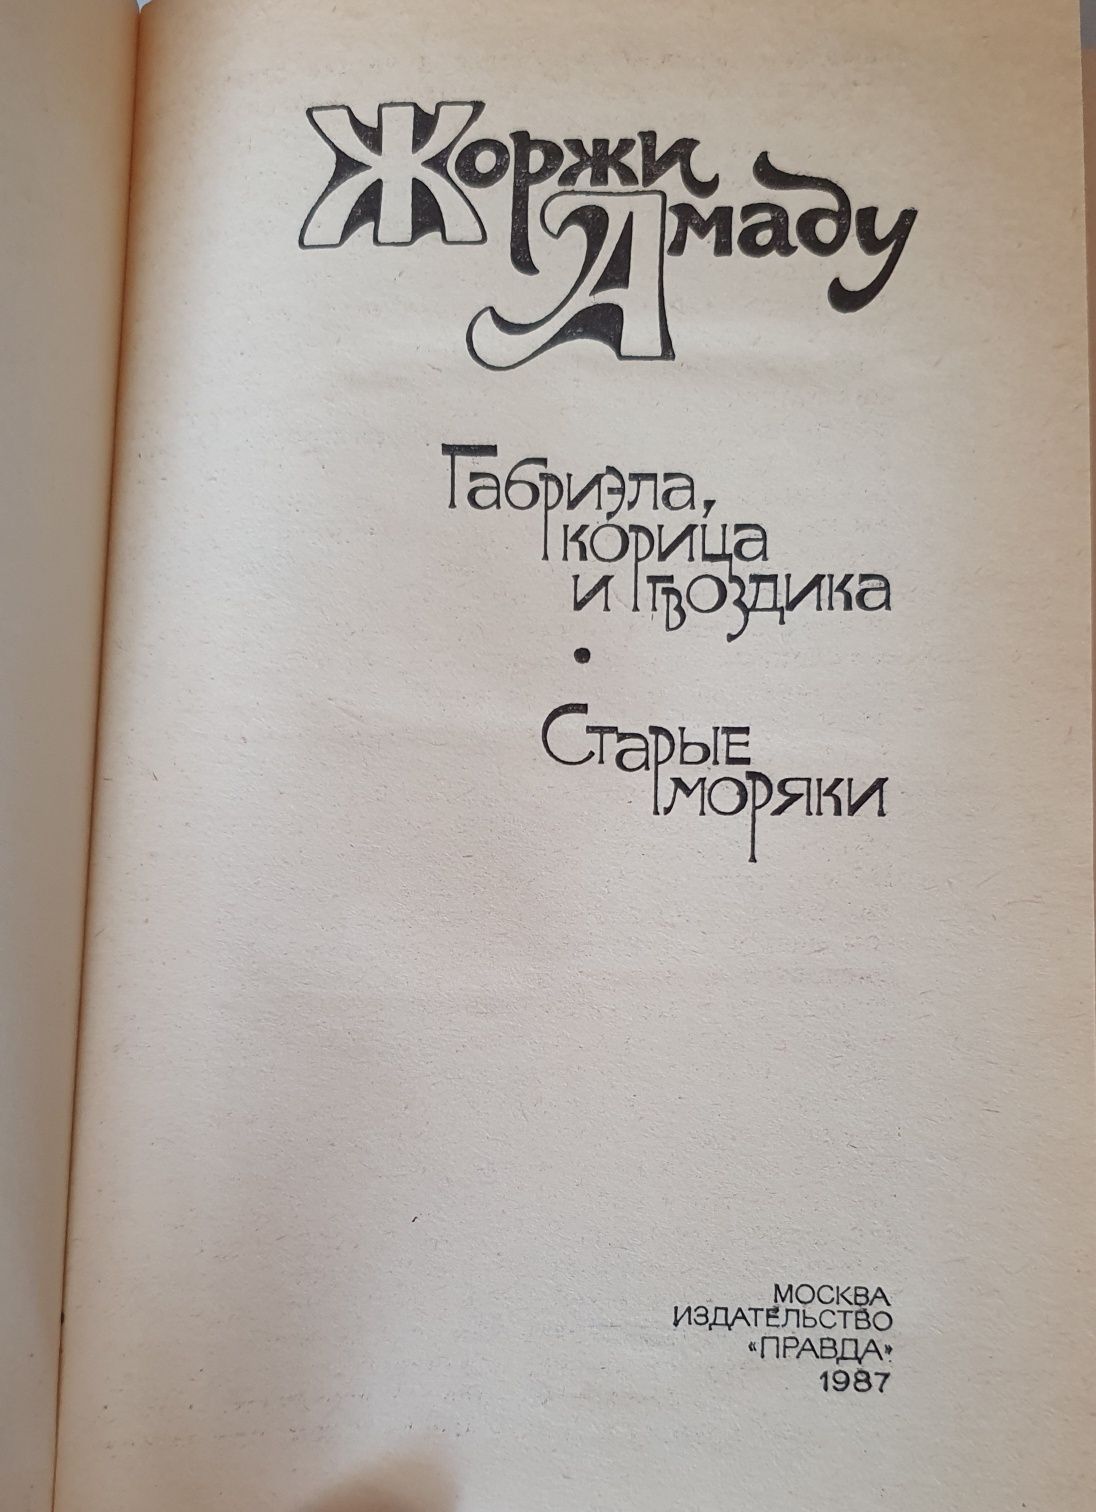 Жоржи
Амаду
Габриэла,
корица
и гвоздика
•
Старые
моряки
МОСКВА
ИЗДАТЕЛЬСТВО
«ПРАВДА»
1987